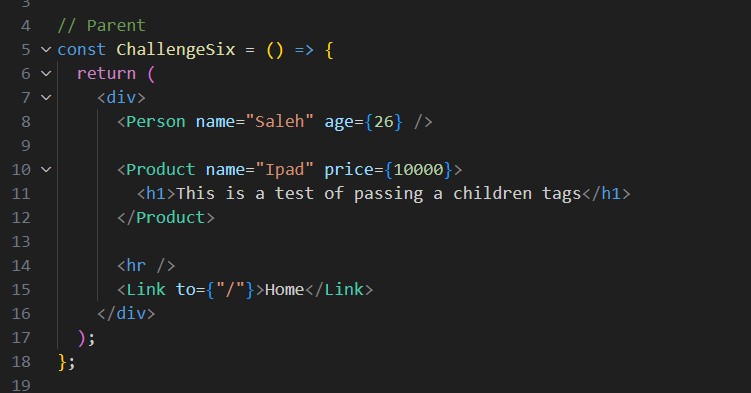 3
4 // Parent
5 const ChallengeSix = () => {
6 return (
7 <div>
8 <Person name="Saleh" age={26} />
9
10 <Product name="Ipad" price={10000}>
11 <h1>This is a test of passing a children tags</h1>
12 </Product>
13
14 <hr />
15 <Link to={"/"}>Home</Link>
16 </div>
17 );
18 };
19